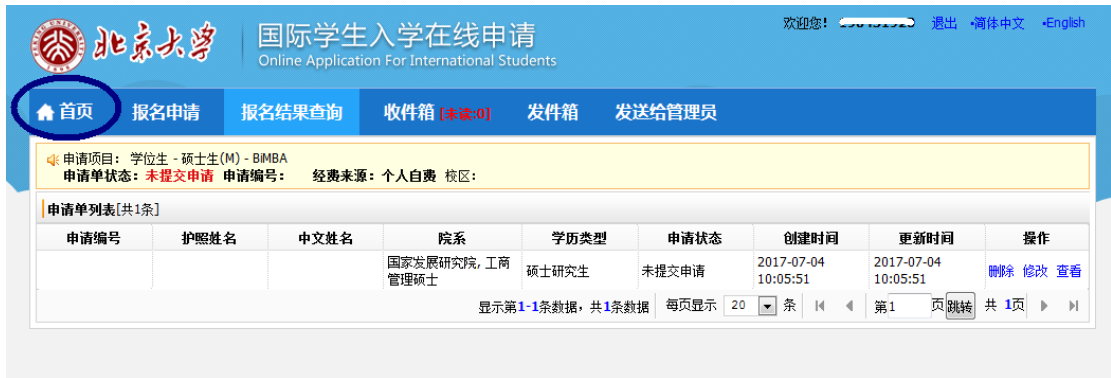 欢迎您! 退出 •简体中文 •English
北京大学
国际学生入学在线申请
Online Application For International Students
首页 报名申请 报名结果查询 收件箱 [未读:0] 发件箱 发送给管理员
申请项目: 学位生 - 硕士生(M) - BiMBA
申请单状态: 未提交申请 申请编号: 经费来源: 个人自费 校区:
申请单列表[共1条]
申请编号 护照姓名 中文姓名 院系 学历类型 申请状态 创建时间 更新时间 操作
国家发展研究院, 工商管理硕士 硕士研究生 未提交申请 2017-07-04 10:05:51 2017-07-04 10:05:51 删除 修改 查看
显示第1-1条数据，共1条数据 每页显示 20 条 第1 页 跳转 共 1页